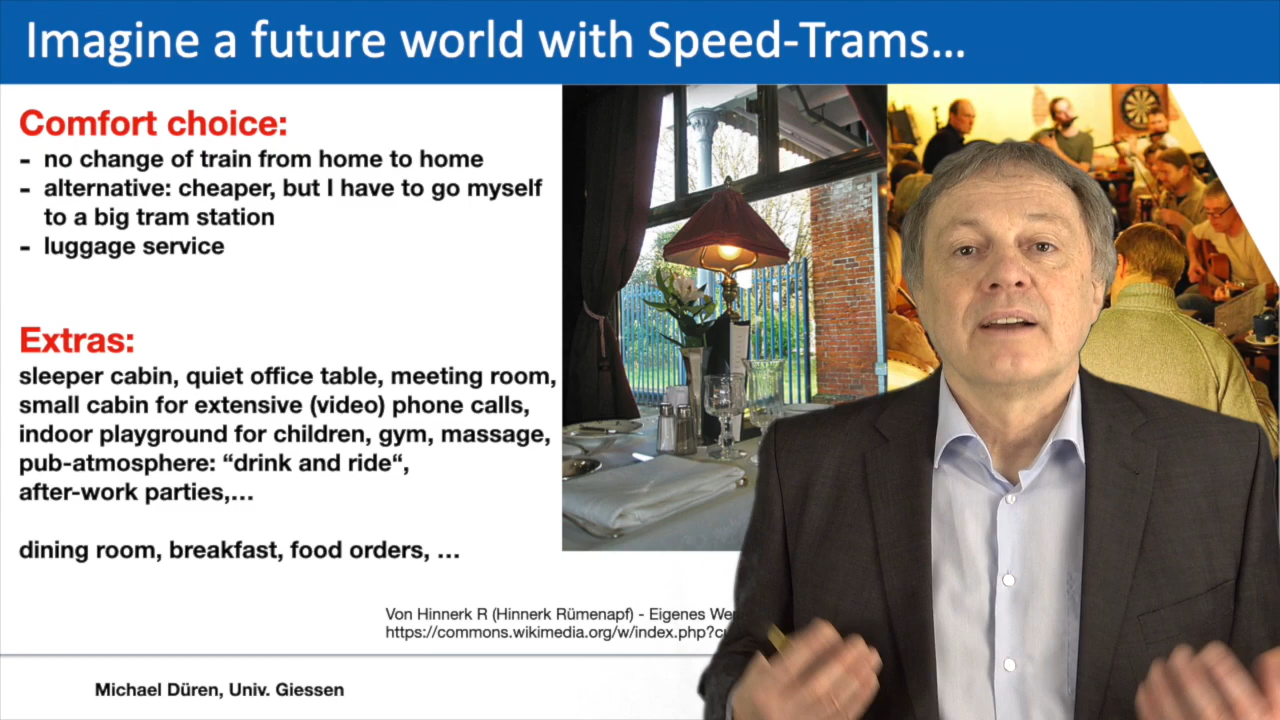 Imagine a future world with Speed-Trams...
Comfort choice:
- no change of train from home to home
- alternative: cheaper, but I have to go myself
to a big tram station
- luggage service
Extras:
sleeper cabin, quiet office table, meeting room,
small cabin for extensive (video) phone calls,
indoor playground for children, gym, massage,
pub-atmosphere: “drink and ride“,
after-work parties,...
dining room, breakfast, food orders, ...
Von Hinnerk R (Hinnerk Rümenapf) - Eigenes
https://commons.wikimedia.org/w/index.php?
Michael Düren, Univ. Giessen